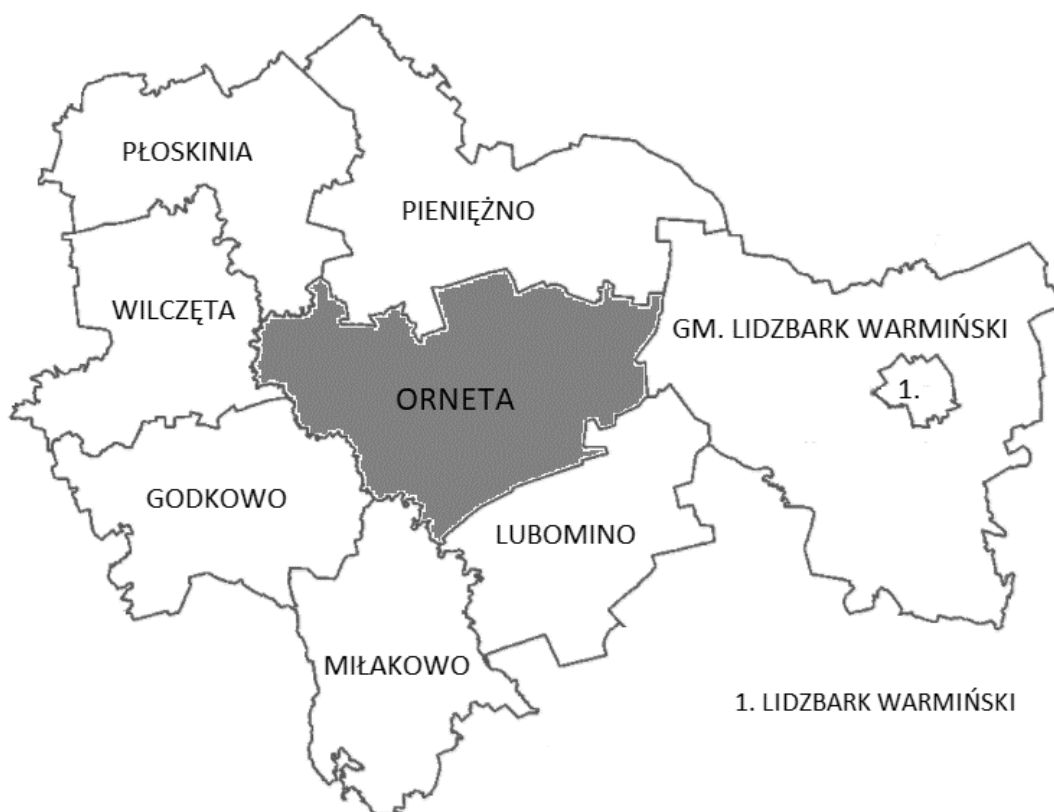 PŁOSKINIA
PIENIĘŻNO
WILCZĘTA
GM. LIDZBARK WARMIŃSKI
1.
ORNETA
GODKOWO
LUBOMINO
MIŁAKOWO
1. LIDZBARK WARMIŃSKI